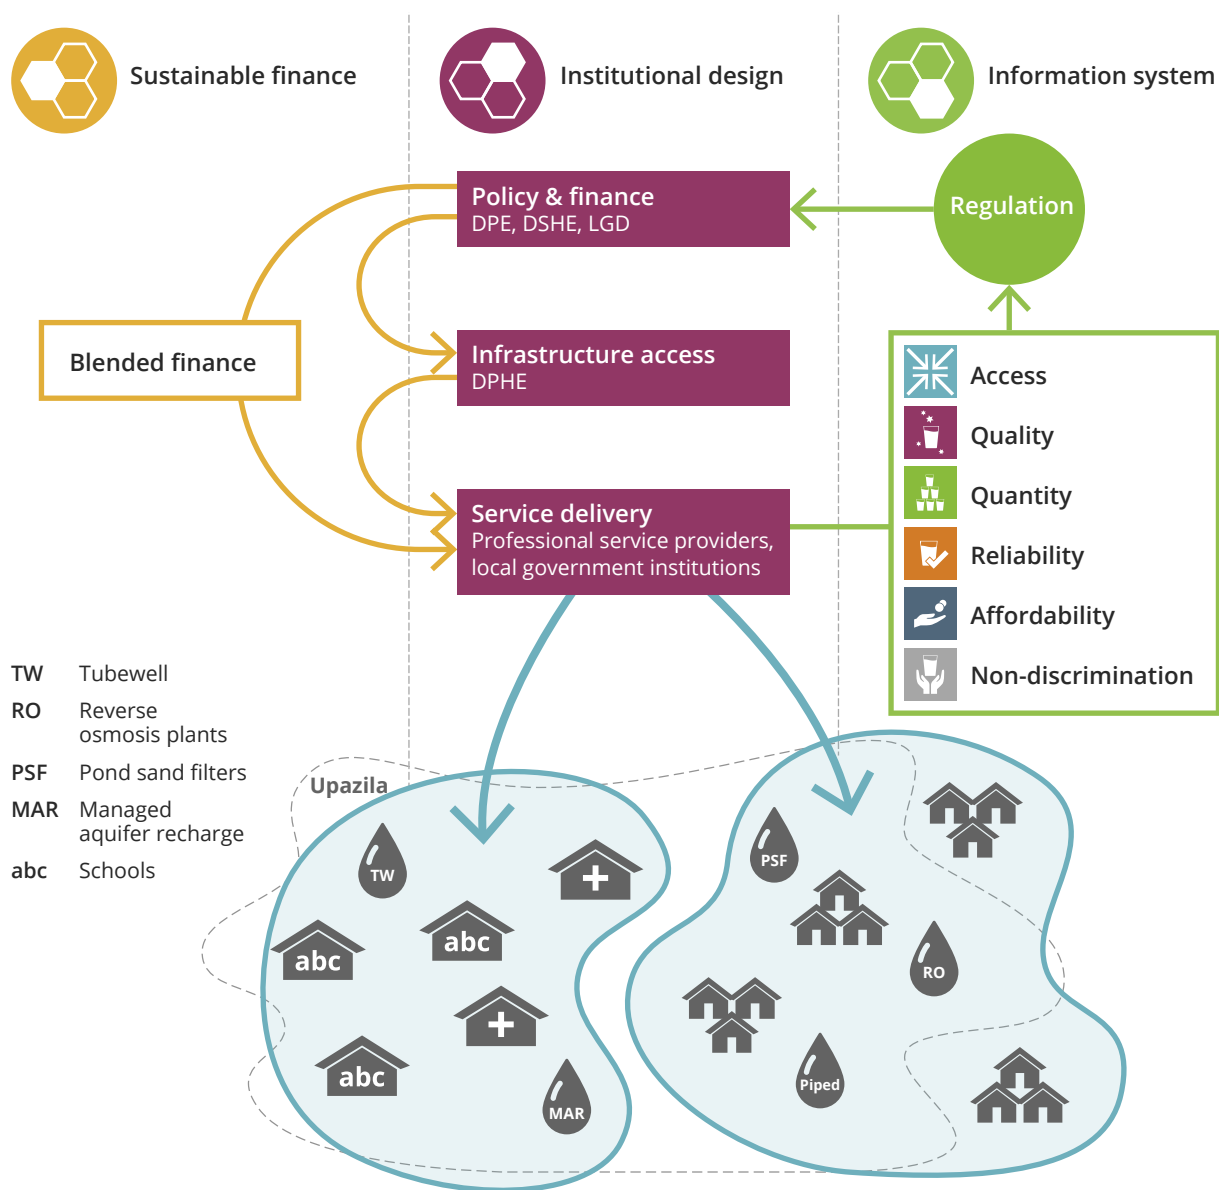 Sustainable finance
Institutional design
Information system
Policy & finance
DPE, DSHE, LGD
Regulation
Blended finance
Infrastructure access
DPHE
Service delivery
Professional service providers,
local government institutions
Access
Quality
Quantity
Reliability
Affordability
Non-discrimination
TW Tubewell
RO Reverse
osmosis plants
PSF Pond sand filters
MAR Managed
aquifer recharge
abc Schools
Upazila
TW
abc
abc
abc
MAR
PSF
RO
Piped